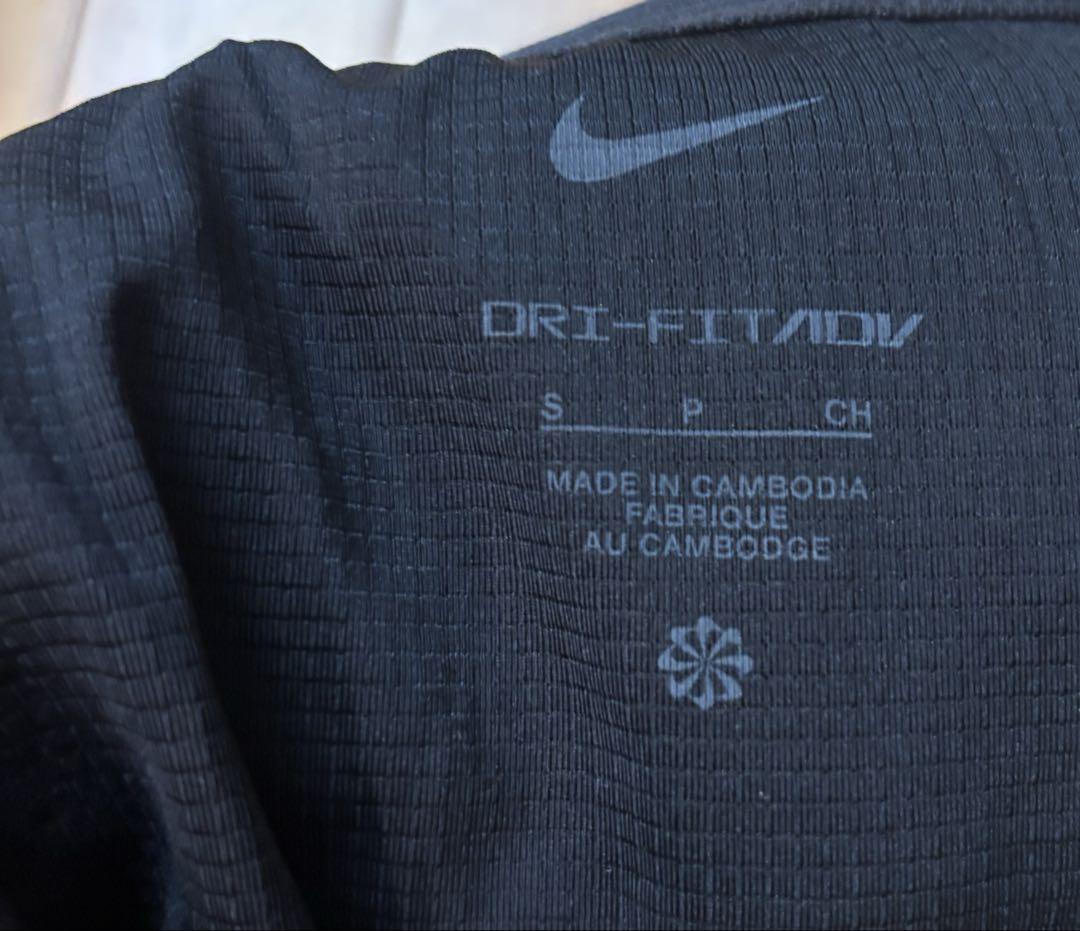 DRI-FIT ADV
S P CH
MADE IN CAMBODIA
FABRIQUE
AU CAMBODGE